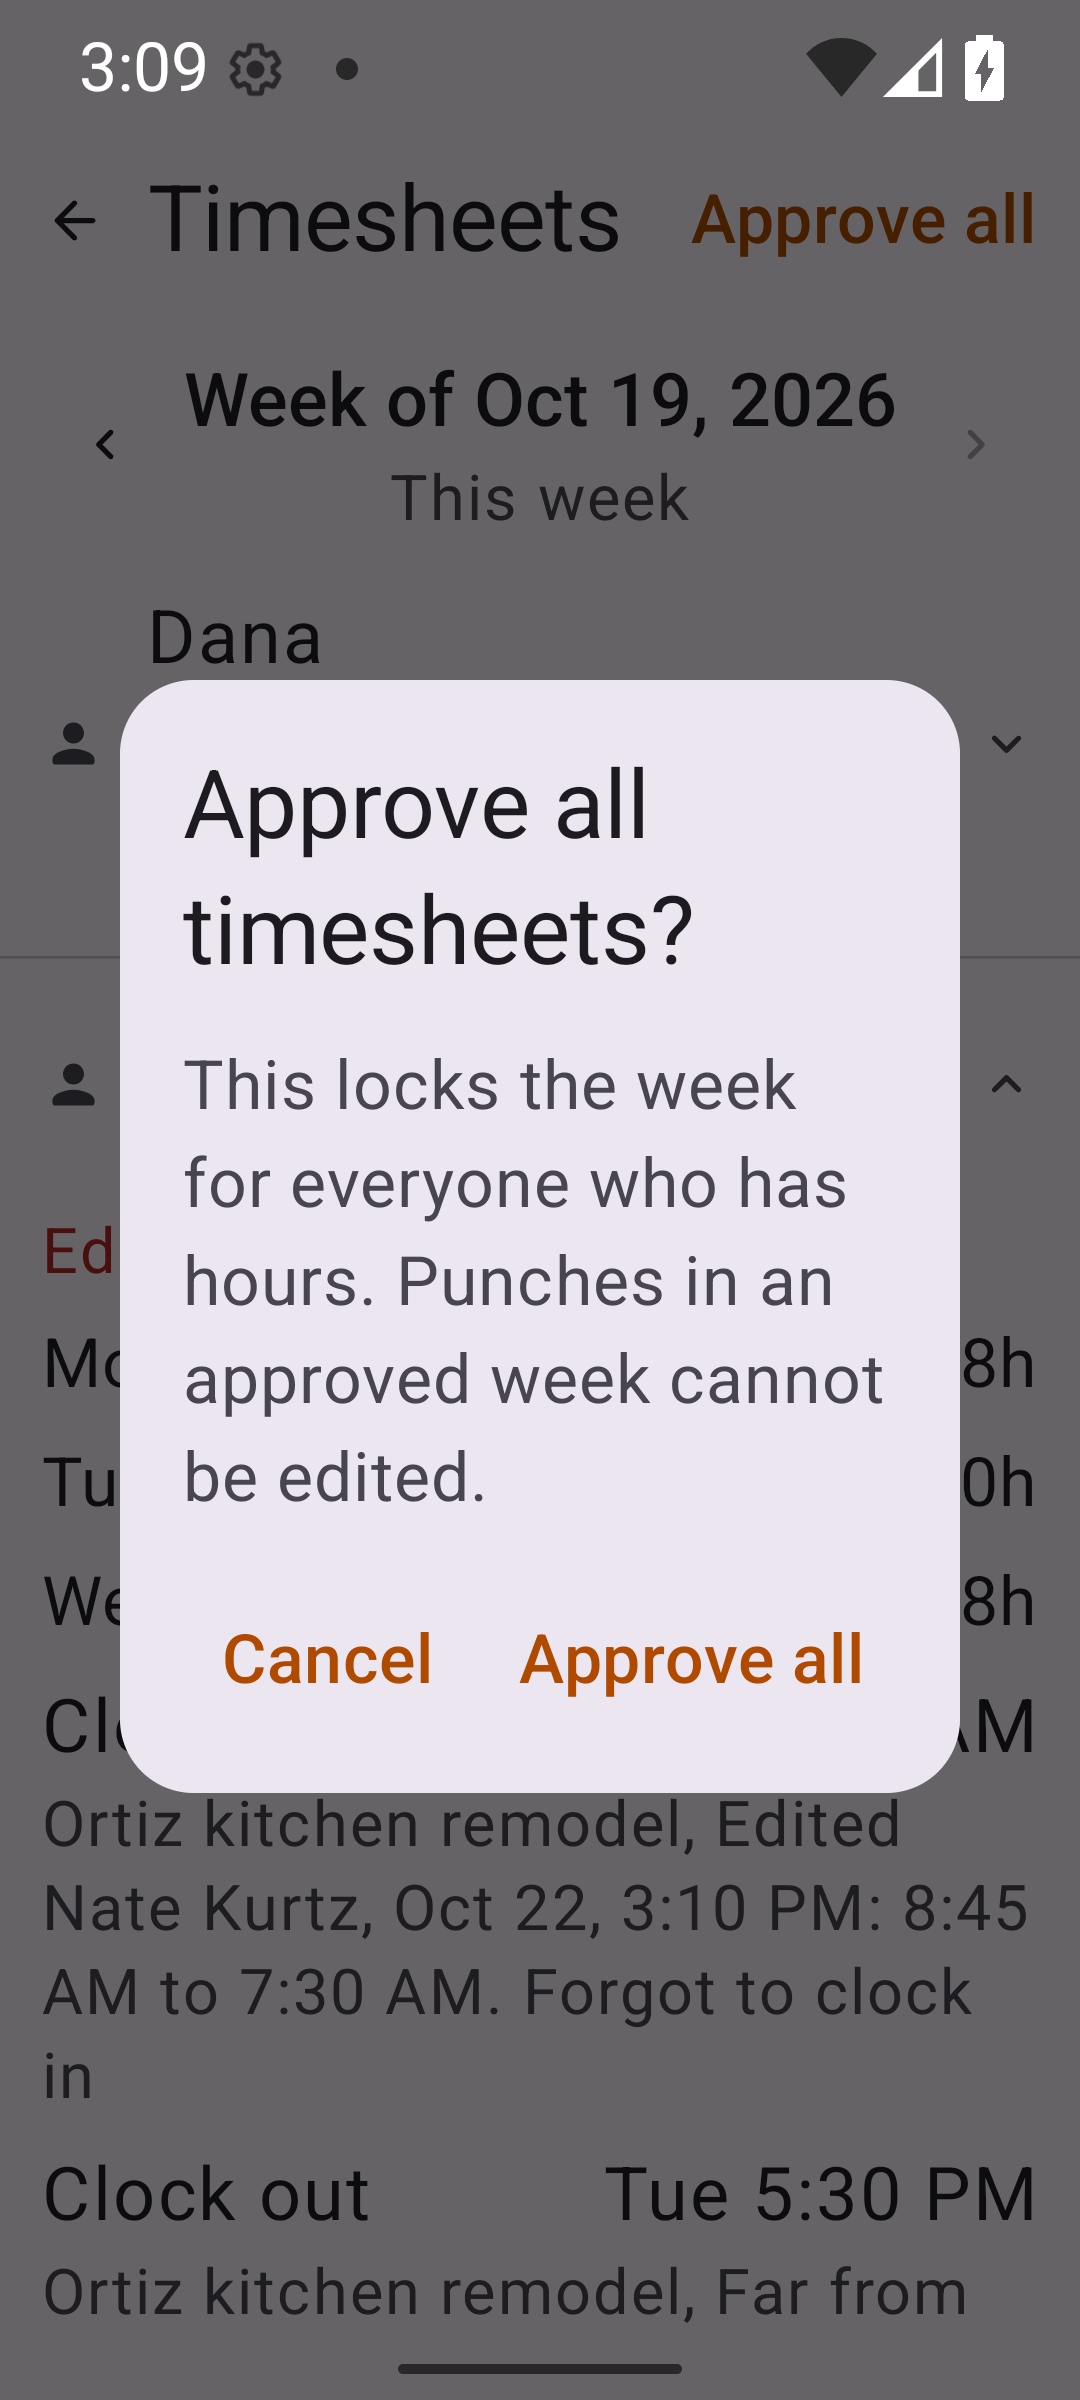 3:09
Timesheets Approve all
Week of Oct 19, 2026
This week
Dana
Approve all
timesheets?
This locks the week
for everyone who has
hours. Punches in an
approved week cannot
be edited.
Cancel Approve all
8h
0h
8h
AM
Ortiz kitchen remodel, Edited
Nate Kurtz, Oct 22, 3:10 PM: 8:45
AM to 7:30 AM. Forgot to clock
in
Clock out Tue 5:30 PM
Ortiz kitchen remodel, Far from